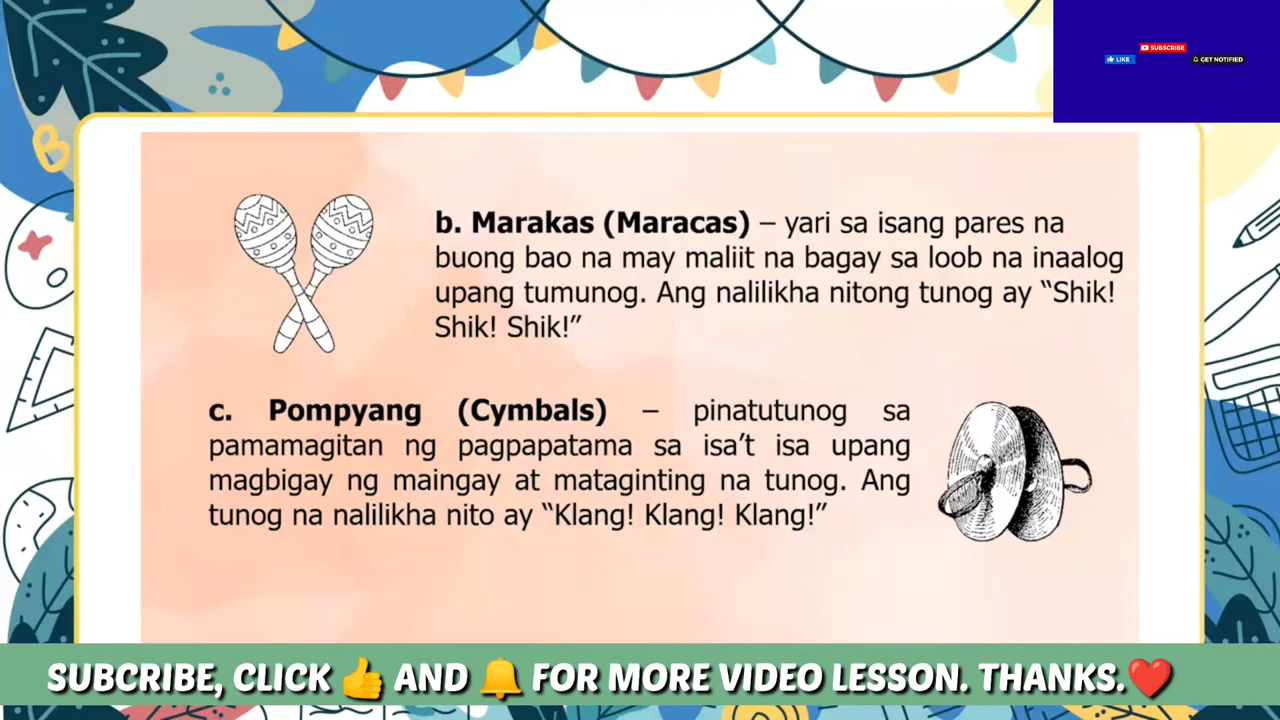 SUBSCRIBE
LIKE
GET NOTIFIED
B
b. Marakas (Maracas) – yari sa isang pares na
buong bao na may maliit na bagay sa loob na inaalog
upang tumunog. Ang nalilikha nitong tunog ay “Shik!
Shik! Shik!”
c. Pompyang (Cymbals) – pinatutunog sa
pamamagitan ng pagpapatama sa isa’t isa upang
magbigay ng maingay at mataginting na tunog. Ang
tunog na nalilikha nito ay “Klang! Klang! Klang!”
SUBCRIBE, CLICK 👍 AND 🔔 FOR MORE VIDEO LESSON. THANKS.❤️